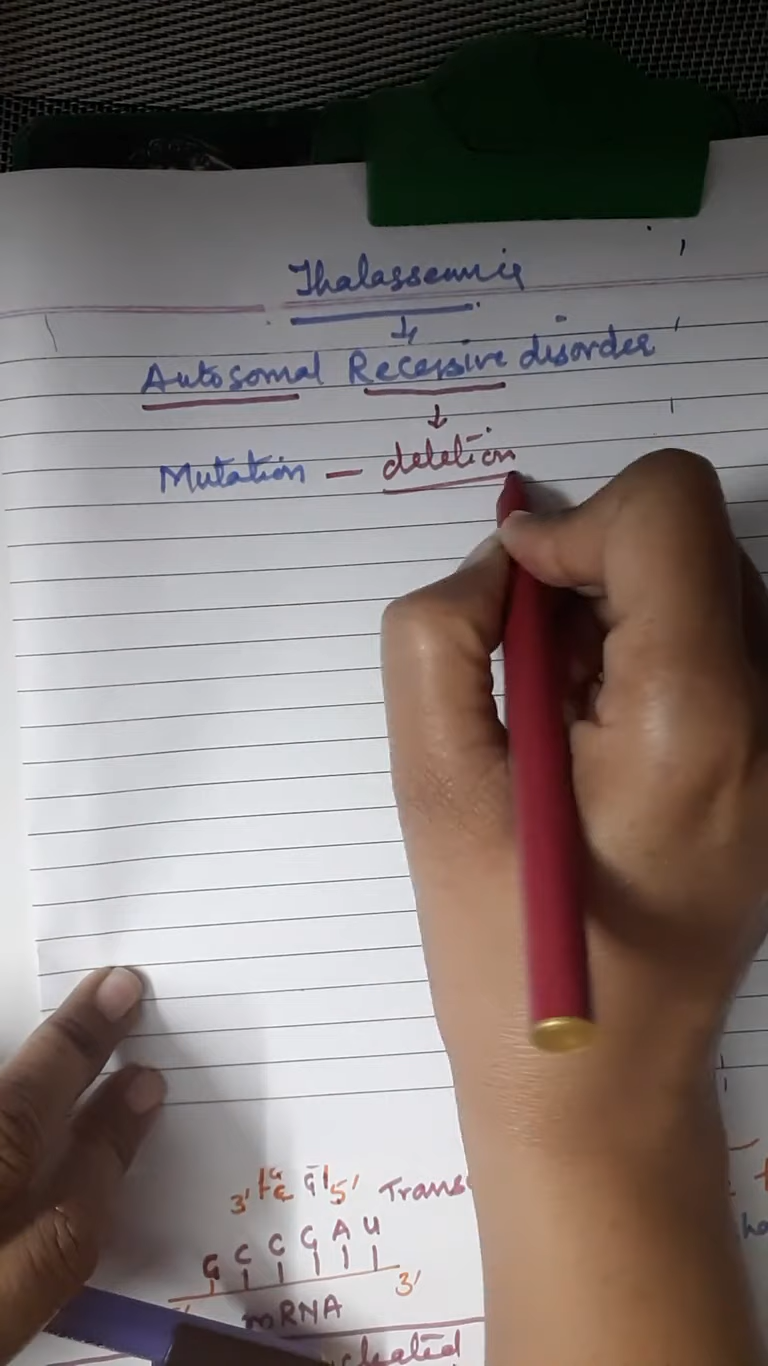 Thalassemia
↓
Autosomal Recessive disorder
↓
Mutation — deletion
3' 5' Trans
G C C G A U
3'
mRNA